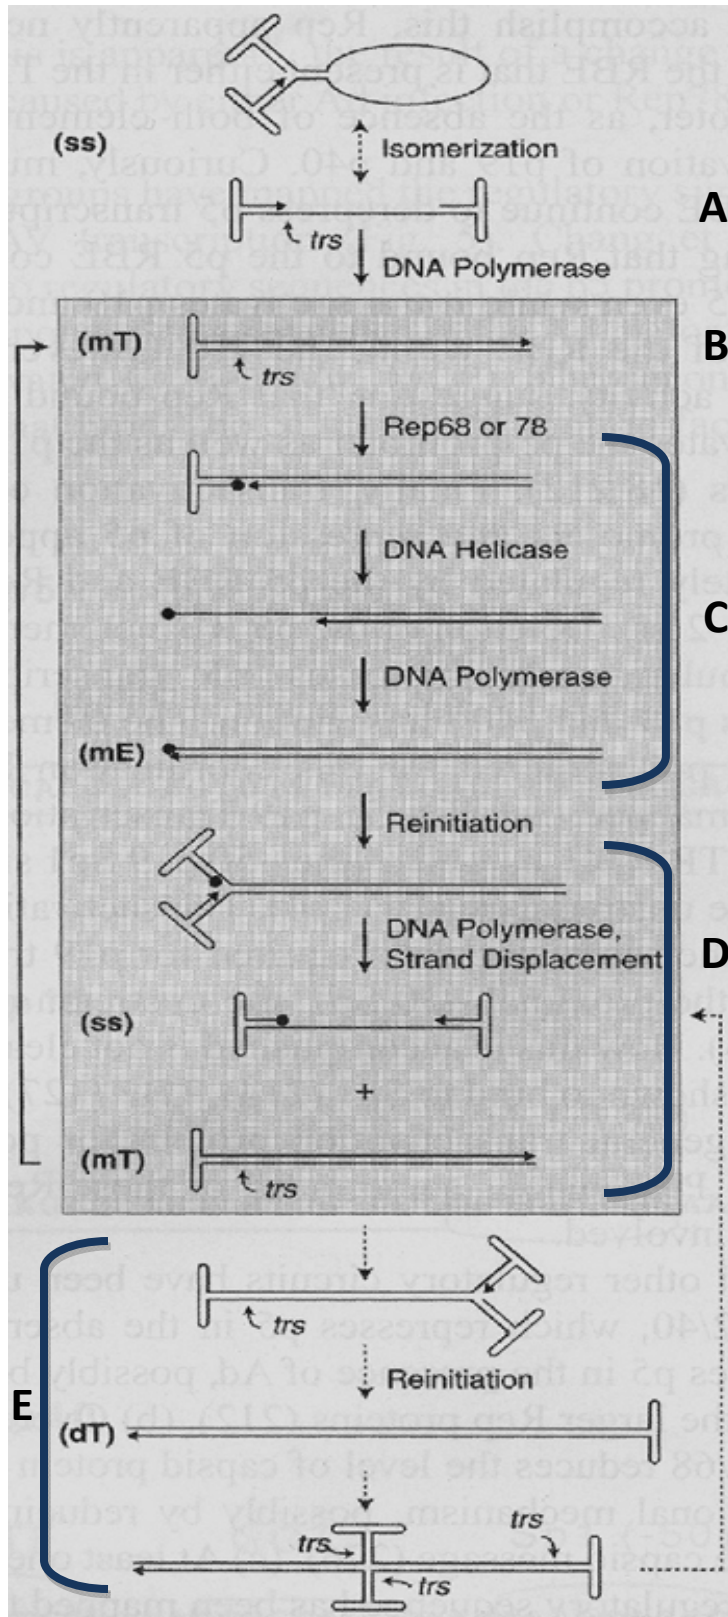 (ss)
Isomerization
A
trs
DNA Polymerase
(mT)
B
trs
Rep68 or 78
DNA Helicase
C
DNA Polymerase
(mE)
Reinitiation
DNA Polymerase,
Strand Displacement
D
(ss)
+
(mT)
trs
trs
Reinitiation
E
(dT)
trs
trs
trs